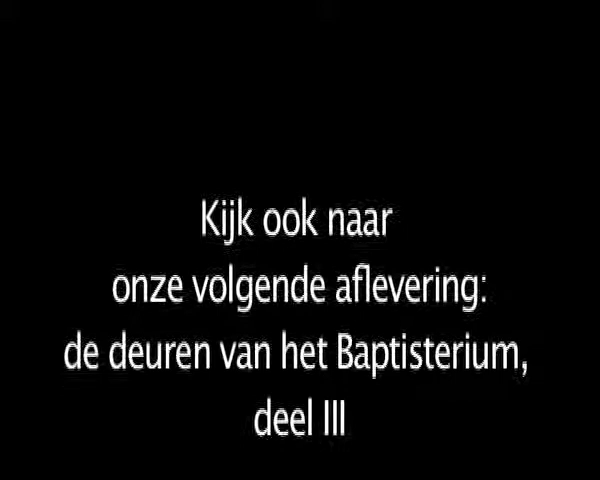 Kijk ook naar
onze volgende aflevering:
de deuren van het Baptisterium,
deel III